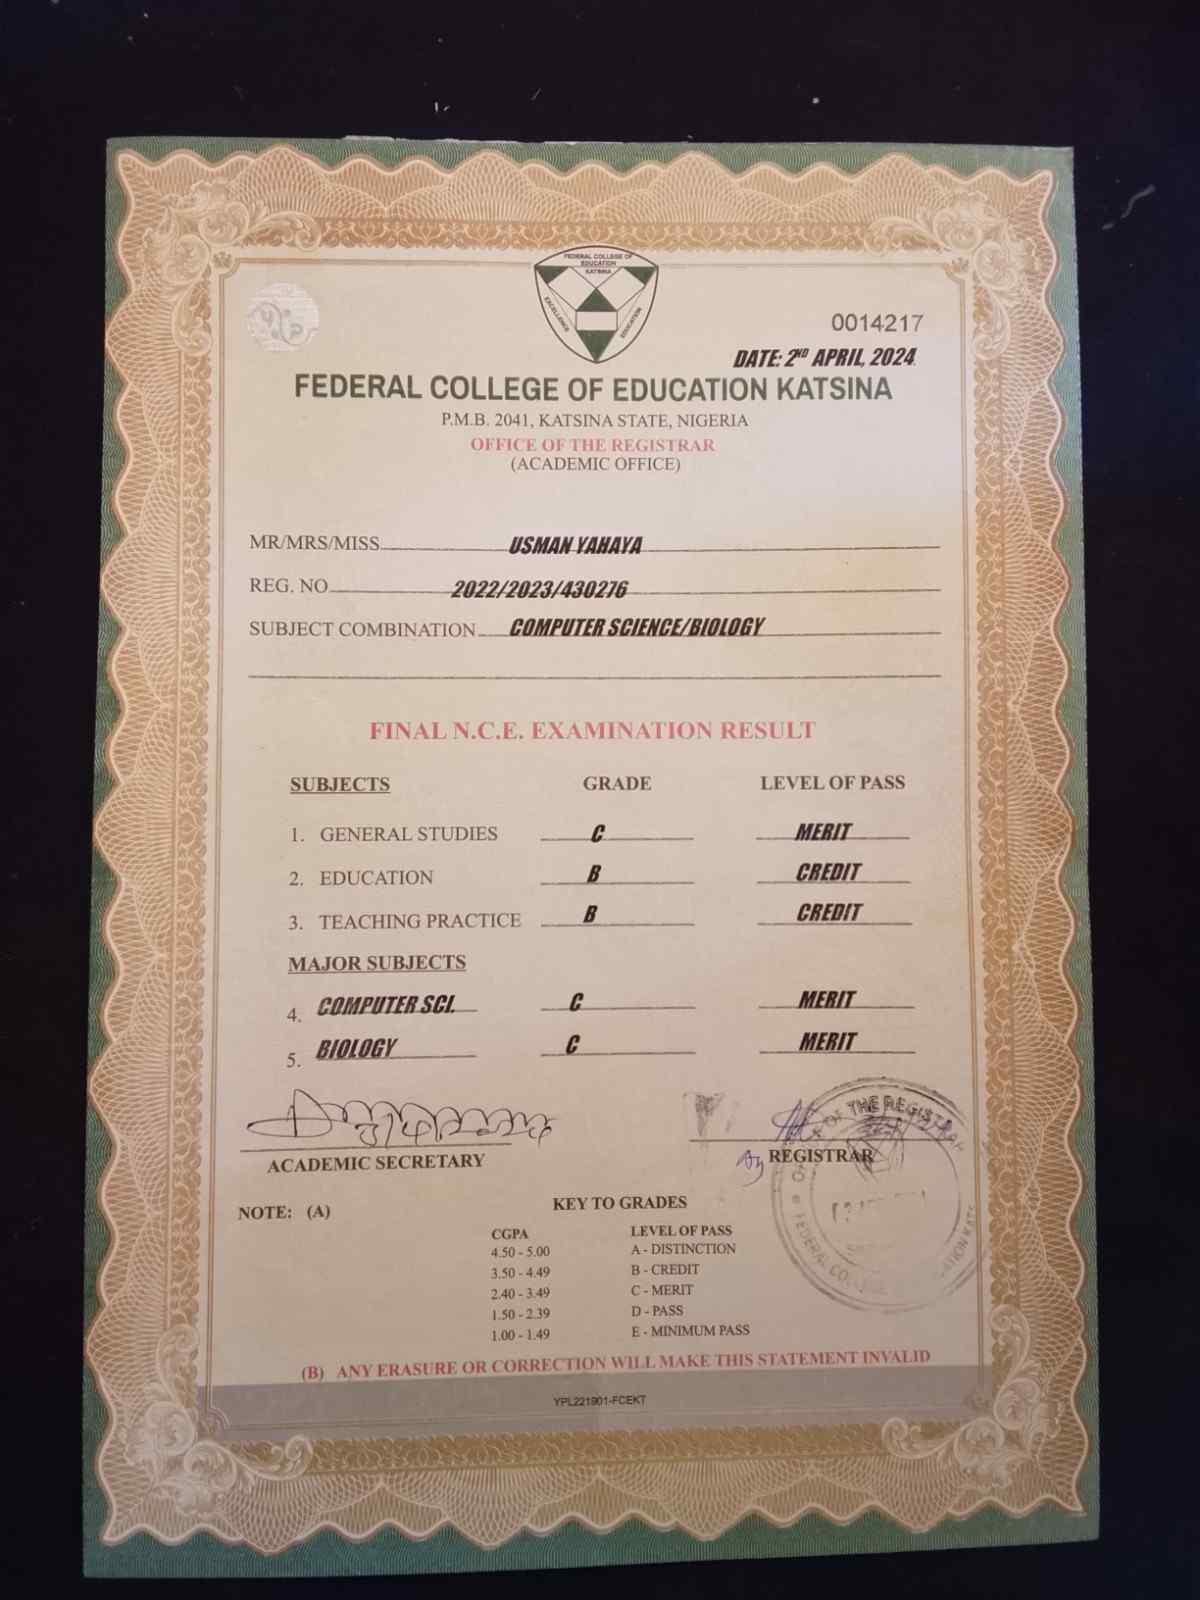 FEDERAL COLLEGE OF
EDUCATION
KATSINA
EXCELLENCE
EDUCATION
0014217
DATE: 2ND APRIL, 2024
FEDERAL COLLEGE OF EDUCATION KATSINA
P.M.B. 2041, KATSINA STATE, NIGERIA
OFFICE OF THE REGISTRAR
(ACADEMIC OFFICE)
MR/MRS/MISS USMAN YAHAYA
REG. NO 2022/2023/430276
SUBJECT COMBINATION COMPUTER SCIENCE/BIOLOGY
FINAL N.C.E. EXAMINATION RESULT
SUBJECTS GRADE LEVEL OF PASS
1. GENERAL STUDIES C MERIT
2. EDUCATION B CREDIT
3. TEACHING PRACTICE B CREDIT
MAJOR SUBJECTS
4. COMPUTER SCI. C MERIT
5. BIOLOGY C MERIT
ACADEMIC SECRETARY REGISTRAR
OF THE REGISTRAR
FEDERAL
NOTE: (A) KEY TO GRADES
CGPA LEVEL OF PASS
4.50 - 5.00 A - DISTINCTION
3.50 - 4.49 B - CREDIT
2.40 - 3.49 C - MERIT
1.50 - 2.39 D - PASS
1.00 - 1.49 E - MINIMUM PASS
(B) ANY ERASURE OR CORRECTION WILL MAKE THIS STATEMENT INVALID
YPL221901-FCEKT